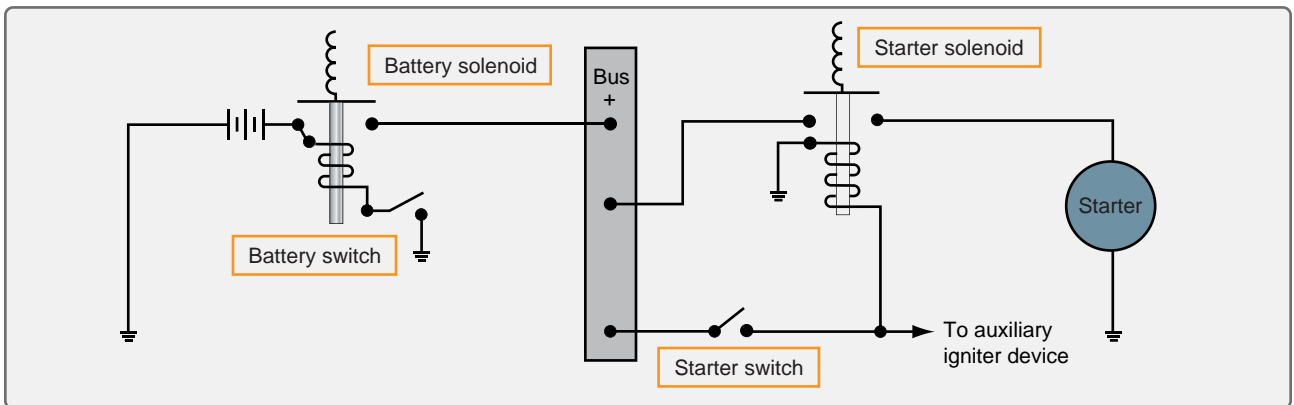 Battery solenoid
Starter solenoid
Bus
+
Starter
Battery switch
Starter switch
To auxiliary
igniter device